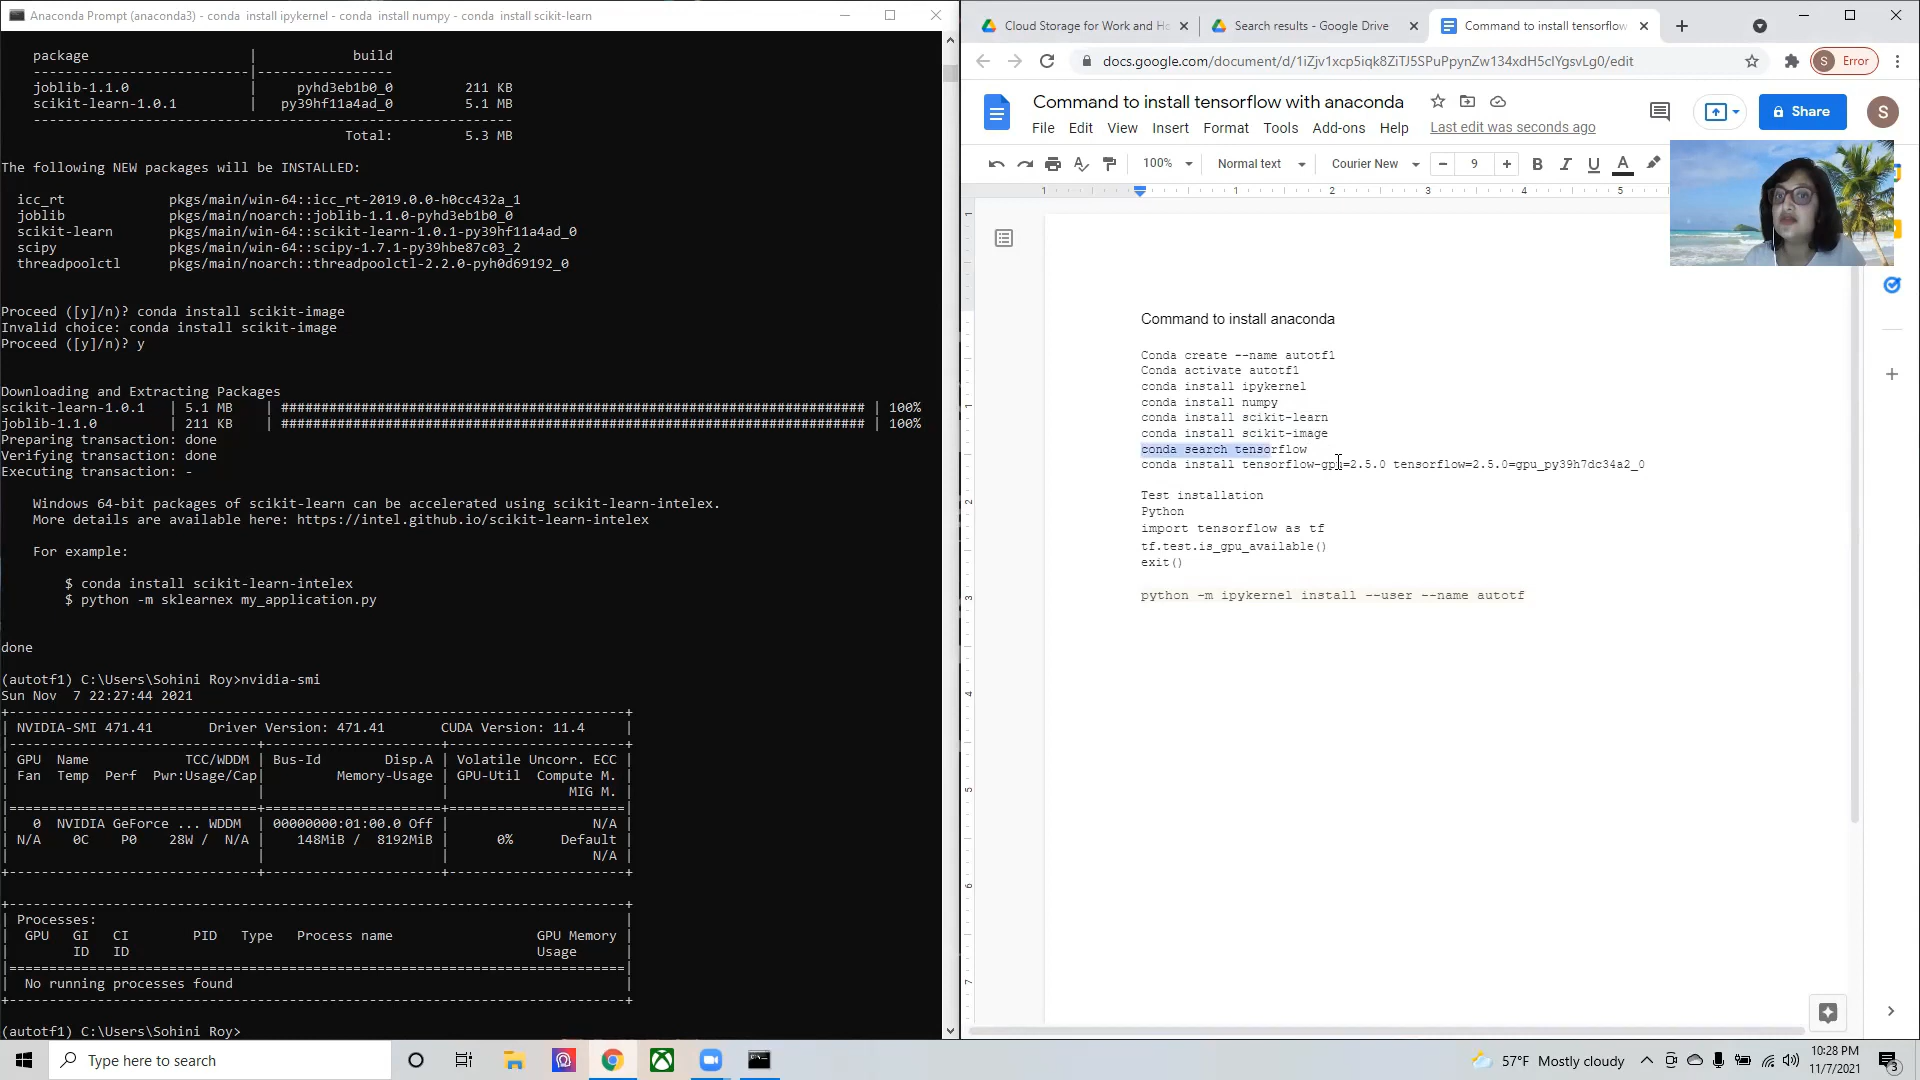 Anaconda Prompt (anaconda3) - conda install ipykernel - conda install numpy - conda install scikit-learn
package | build
---------------------------|-----------------
joblib-1.1.0 | pyhd3eb1b0_0 211 KB
scikit-learn-1.0.1 | py39hf11a4ad_0 5.1 MB
------------------------------------------------------------
Total: 5.3 MB
The following NEW packages will be INSTALLED:
icc_rt pkgs/main/win-64::icc_rt-2019.0.0-h0cc432a_1
joblib pkgs/main/noarch::joblib-1.1.0-pyhd3eb1b0_0
scikit-learn pkgs/main/win-64::scikit-learn-1.0.1-py39hf11a4ad_0
scipy pkgs/main/win-64::scipy-1.7.1-py39hbe87c03_2
threadpoolctl pkgs/main/noarch::threadpoolctl-2.2.0-pyh0d69192_0
Proceed ([y]/n)? conda install scikit-image
Invalid choice: conda install scikit-image
Proceed ([y]/n)? y
Downloading and Extracting Packages
scikit-learn-1.0.1 | 5.1 MB | ######################################################################### | 100%
joblib-1.1.0 | 211 KB | ######################################################################### | 100%
Preparing transaction: done
Verifying transaction: done
Executing transaction: -
Windows 64-bit packages of scikit-learn can be accelerated using scikit-learn-intelex.
More details are available here: https://intel.github.io/scikit-learn-intelex
For example:
$ conda install scikit-learn-intelex
$ python -m sklearnex my_application.py
done
(autotf1) C:\Users\Sohini Roy>nvidia-smi
Sun Nov 7 22:27:44 2021
+-----------------------------------------------------------------------------+
| NVIDIA-SMI 471.41 Driver Version: 471.41 CUDA Version: 11.4 |
|-------------------------------+----------------------+----------------------+
| GPU Name TCC/WDDM | Bus-Id Disp.A | Volatile Uncorr. ECC |
| Fan Temp Perf Pwr:Usage/Cap| Memory-Usage | GPU-Util Compute M. |
| | | MIG M. |
|===============================+======================+======================|
| 0 NVIDIA GeForce ... WDDM | 00000000:01:00.0 Off | N/A |
| N/A 0C P0 28W / N/A | 148MiB / 8192MiB | 0% Default |
| | | N/A |
+-------------------------------+----------------------+----------------------+
+-----------------------------------------------------------------------------+
| Processes: |
| GPU GI CI PID Type Process name GPU Memory |
| ID ID Usage |
|=============================================================================|
| No running processes found |
+-----------------------------------------------------------------------------+
(autotf1) C:\Users\Sohini Roy>
Cloud Storage for Work and Ho
Search results - Google Drive
Command to install tensorflow
docs.google.com/document/d/1iZjv1xcp5iqk8ZiTJ5SPuPpynZw134xdH5clYgsvLg0/edit
S Error
Command to install tensorflow with anaconda
Share
S
File Edit View Insert Format Tools Add-ons Help Last edit was seconds ago
100% Normal text Courier New 9 B I U A
1 1 2 3 4 5
Command to install anaconda
Conda create --name autotf1
Conda activate autotf1
conda install ipykernel
conda install numpy
conda install scikit-learn
conda install scikit-image
conda search tensorflow
conda install tensorflow-gpu=2.5.0 tensorflow=2.5.0=gpu_py39h7dc34a2_0
Test installation
Python
import tensorflow as tf
tf.test.is_gpu_available()
exit()
python -m ipykernel install --user --name autotf
1
1
2
3
4
5
6
7
Type here to search
57°F Mostly cloudy
10:28 PM
11/7/2021
3